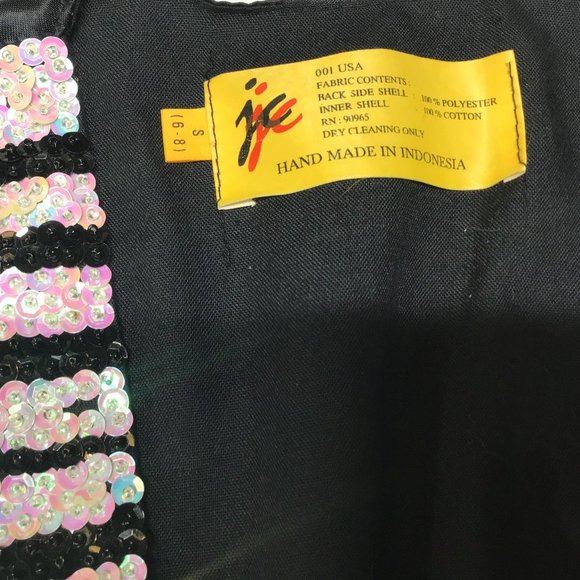 jje
001 USA
FABRIC CONTENTS :
BACK SIDE SHELL : 100 % POLYESTER
INNER SHELL : 100 % COTTON
RN : 90965
DRY CLEANING ONLY
HAND MADE IN INDONESIA
S
(6-8)